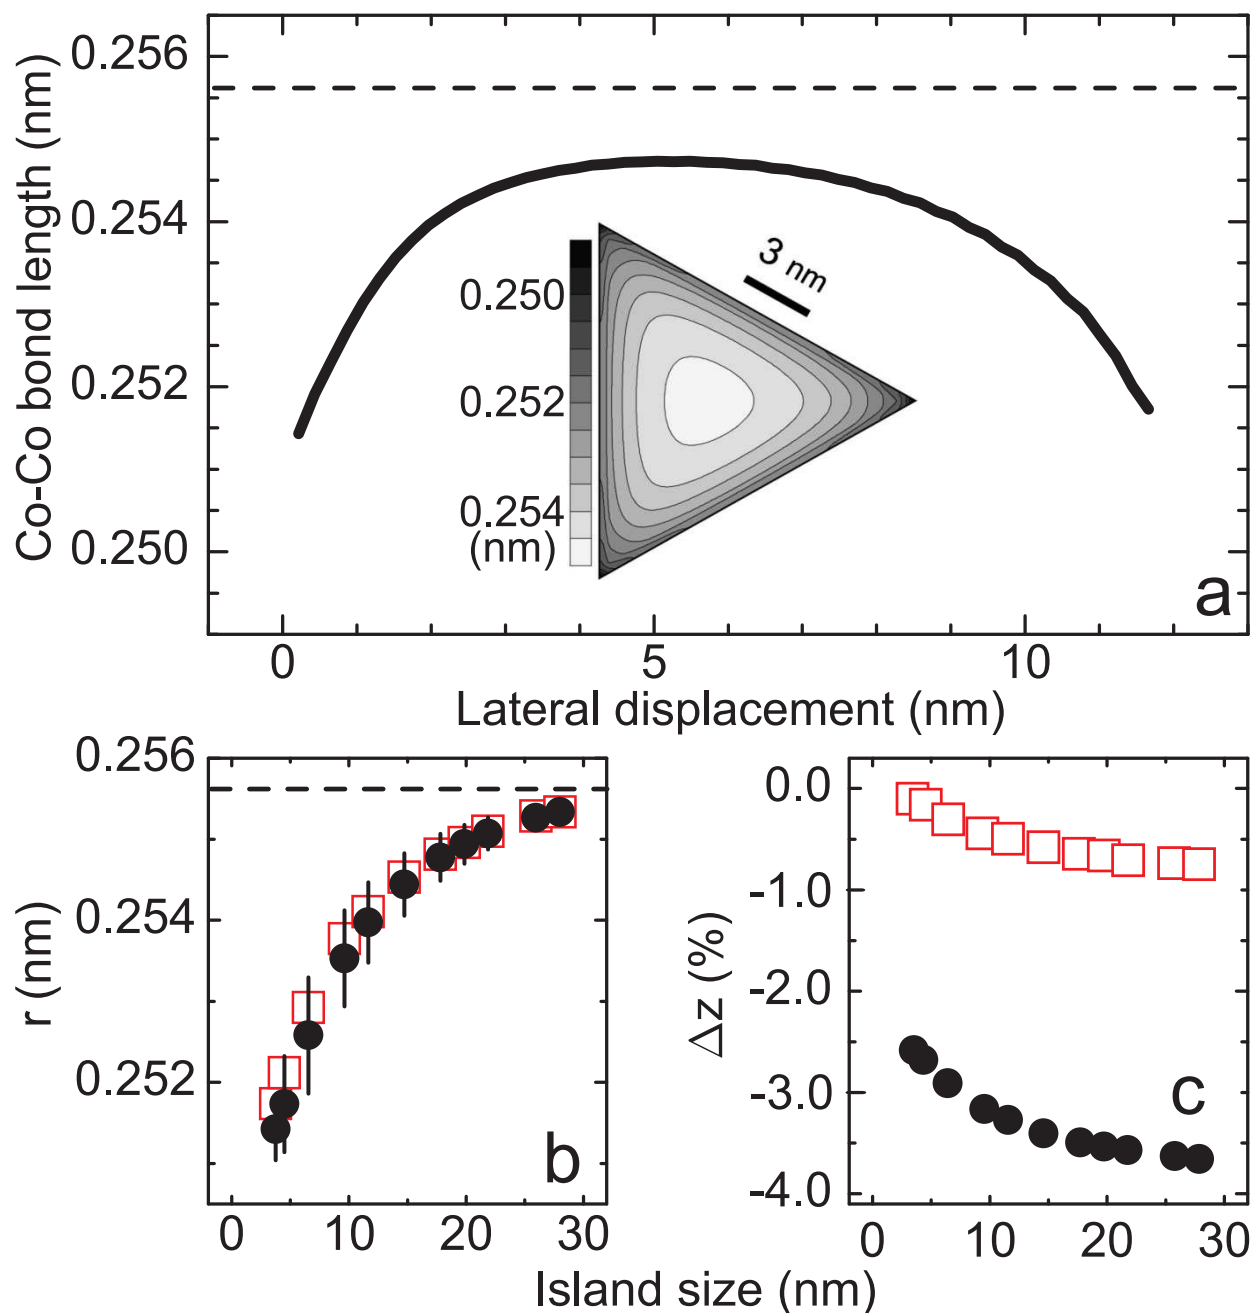 Co-Co bond length (nm)
0.256
0.254
0.252
0.250
0.250
0.252
0.254
(nm)
3 nm
a
0
5
10
Lateral displacement (nm)
r (nm)
0.256
0.254
0.252
b
0
10
20
30
Δz (%)
0.0
-1.0
-2.0
-3.0
-4.0
c
0
10
20
30
Island size (nm)